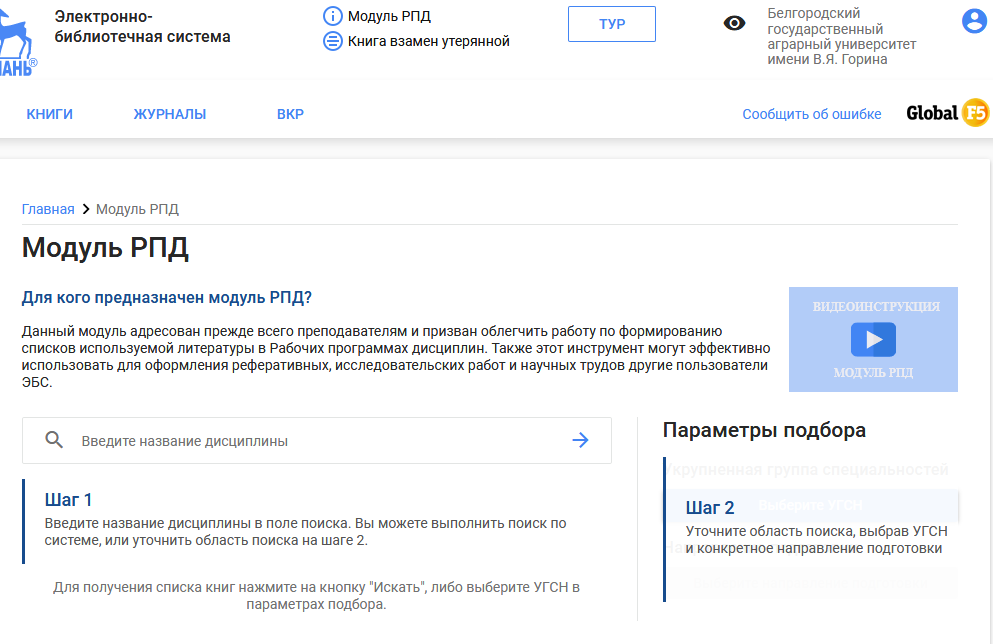 Электронно-
библиотечная система
Модуль РПД
Книга взамен утерянной
ТУР
Белгородский
государственный
аграрный университет
имени В.Я. Горина
АНЬ®
КНИГИ
ЖУРНАЛЫ
ВКР
Сообщить об ошибке
Global F5
Главная
Модуль РПД
Модуль РПД
Для кого предназначен модуль РПД?
Данный модуль адресован прежде всего преподавателям и призван облегчить работу по формированию
списков используемой литературы в Рабочих программах дисциплин. Также этот инструмент могут эффективно
использовать для оформления реферативных, исследовательских работ и научных трудов другие пользователи
ЭБС.
ВИДЕОИНСТРУКЦИЯ
МОДУЛЬ РПД
Введите название дисциплины
Шаг 1
Введите название дисциплины в поле поиска. Вы можете выполнить поиск по
системе, или уточнить область поиска на шаге 2.
Для получения списка книг нажмите на кнопку "Искать", либо выберите УГСН в
параметрах подбора.
Параметры подбора
крупненная группа специальностей
Выберите УГСН
Шаг 2
Уточните область поиска, выбрав УГСН
и конкретное направление подготовки